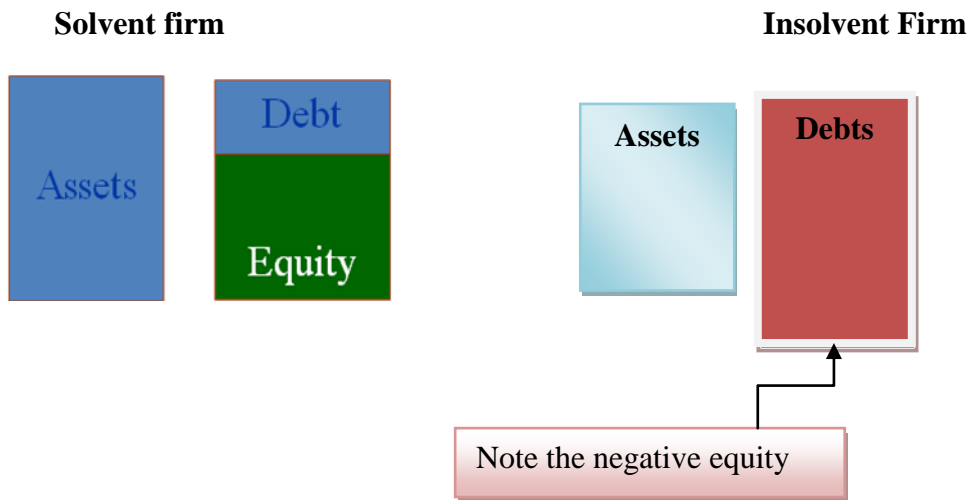 Solvent firm
Insolvent Firm
Assets
Debt
Equity
Assets
Debts
Note the negative equity